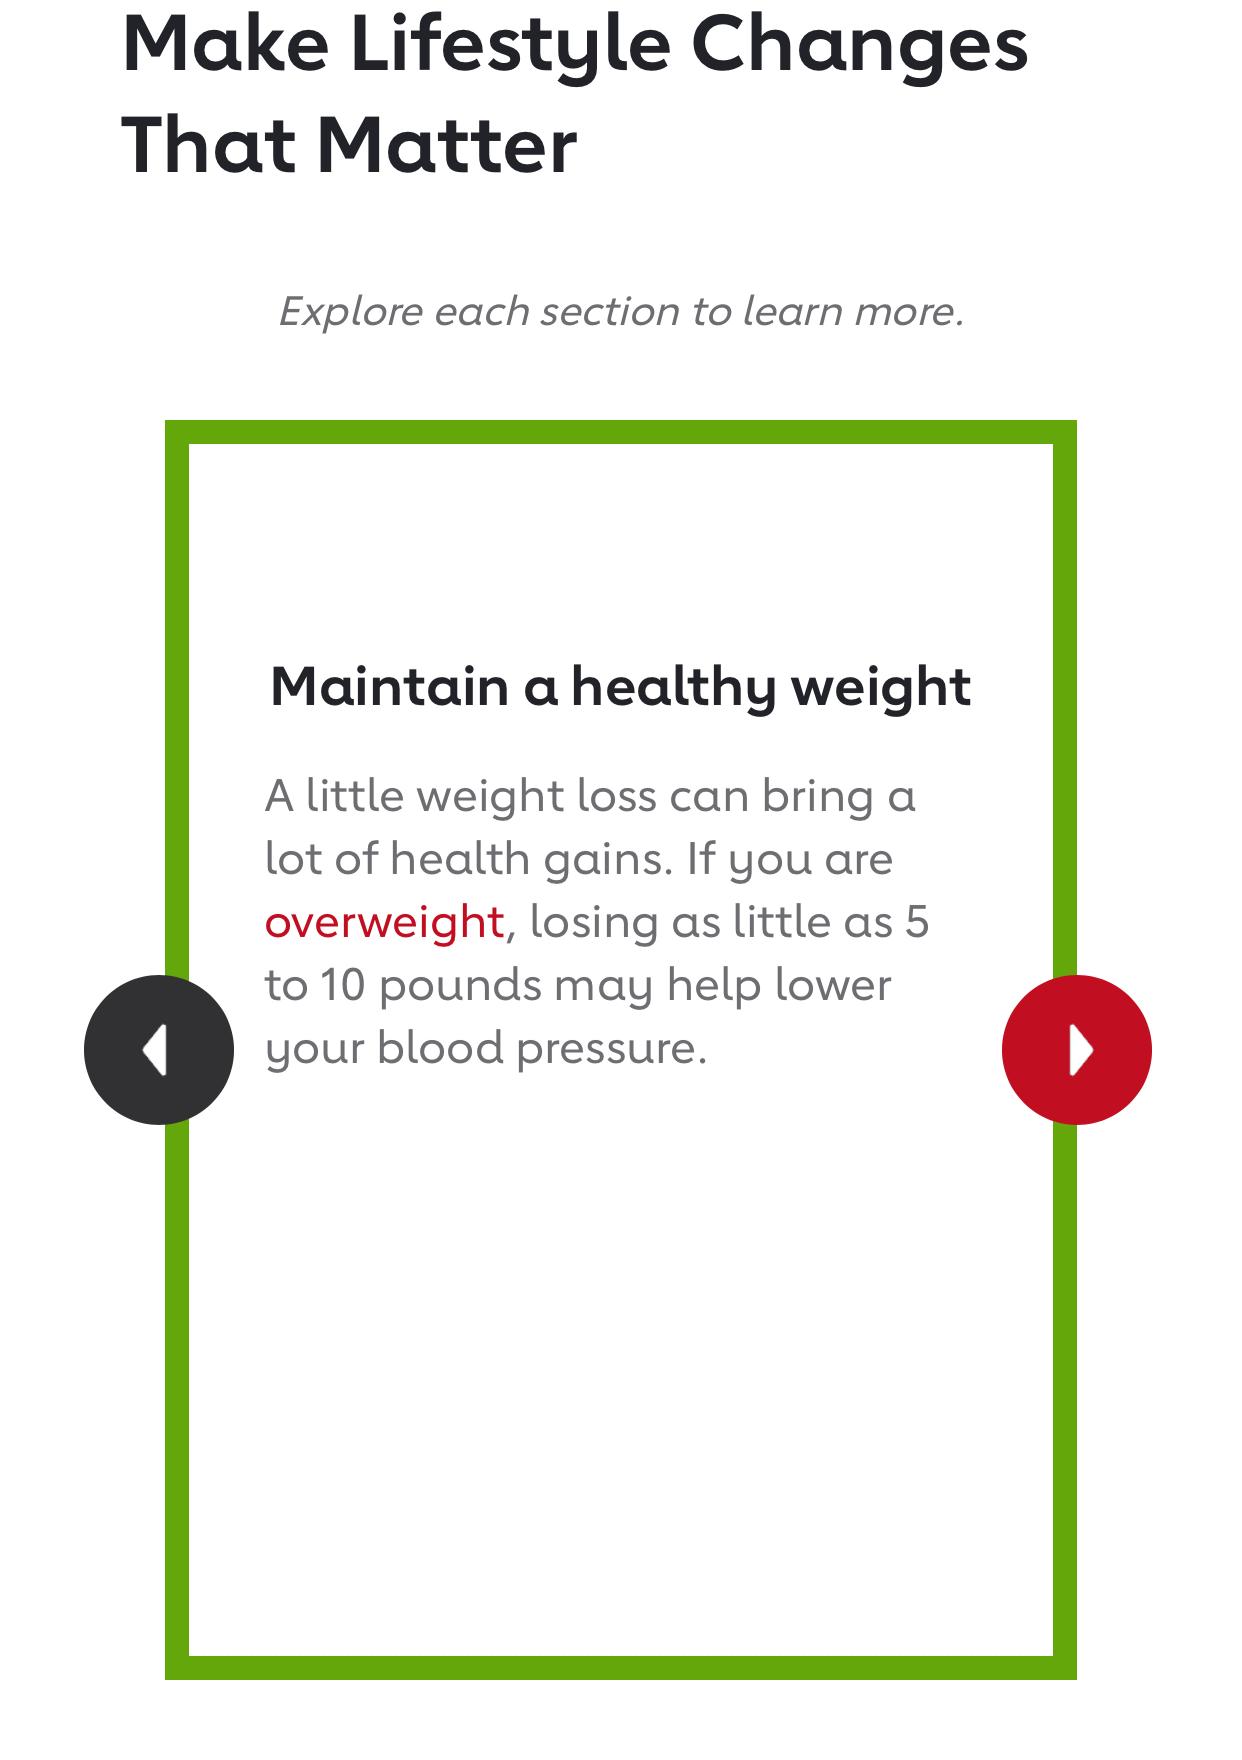 Make Lifestyle Changes
That Matter
Explore each section to learn more.
Maintain a healthy weight
A little weight loss can bring a
lot of health gains. If you are
overweight, losing as little as 5
to 10 pounds may help lower
your blood pressure.